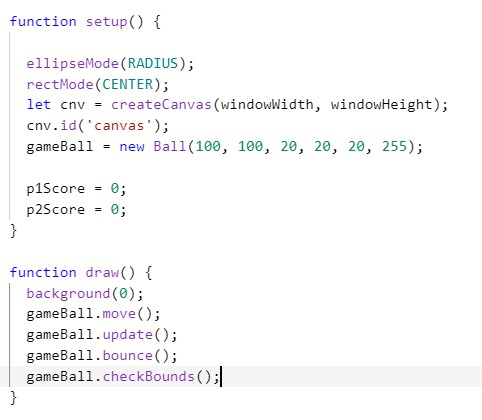 function setup() {
ellipseMode(RADIUS);
rectMode(CENTER);
let cnv = createCanvas(windowWidth, windowHeight);
cnv.id('canvas');
gameBall = new Ball(100, 100, 20, 20, 20, 255);
p1Score = 0;
p2Score = 0;
}
function draw() {
background(0);
gameBall.move();
gameBall.update();
gameBall.bounce();
gameBall.checkBounds();
}